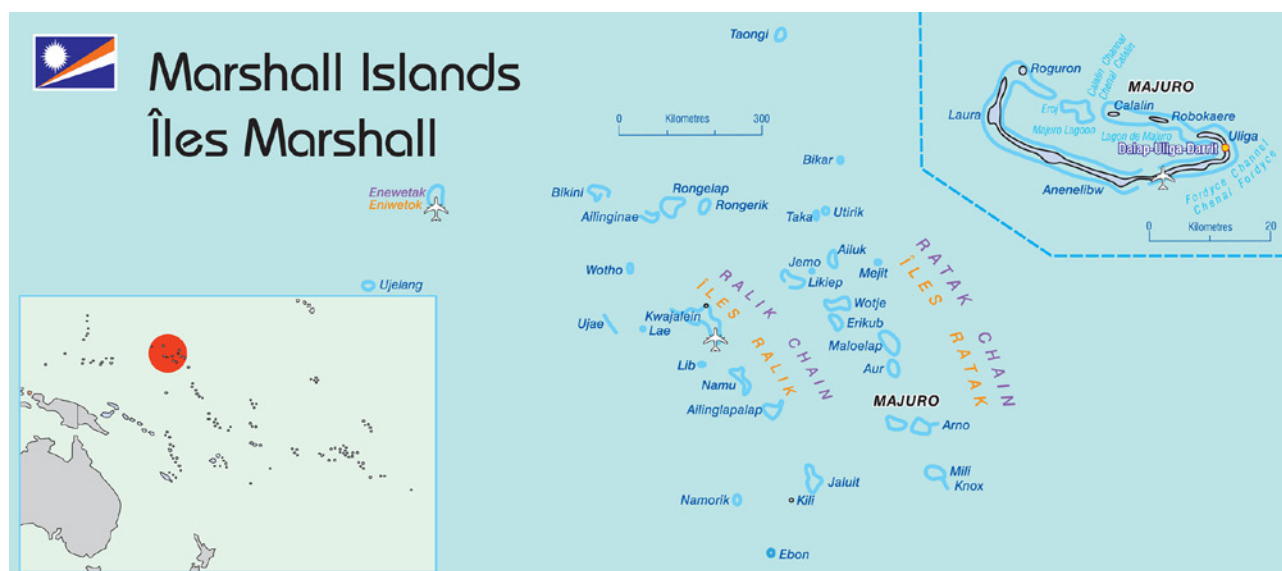 Marshall Islands
Îles Marshall
Taongi
0 Kilometres 300
Bikar
Enewetak
Eniwetok
Bikini
Rongelap
Rongerik
Ailinginae
Taka
Utirik
Ujelang
Wotho
Ailuk
Jemo
Mejit
Likiep
Wotje
Erikub
Kwajalein
Ujae
Lae
Maloelap
Lib
Aur
Namu
Ailinglapalap
RALIK CHAIN
ÎLES RALIK
RATAK CHAIN
ÎLES RATAK
MAJURO
Arno
Mili
Knox
Jaluit
Namorik
Kili
Ebon
Roguron
Calalin Channal
Chenal Calalin
MAJURO
Laura
Eroj
Calalin
Robokaere
Majuro Lagoon
Lagon de Majuro
Uliga
Dalap-Uliga-Darrit
Anenelibw
Fordyce Channel
Chenal Fordyce
0 Kilometres 20